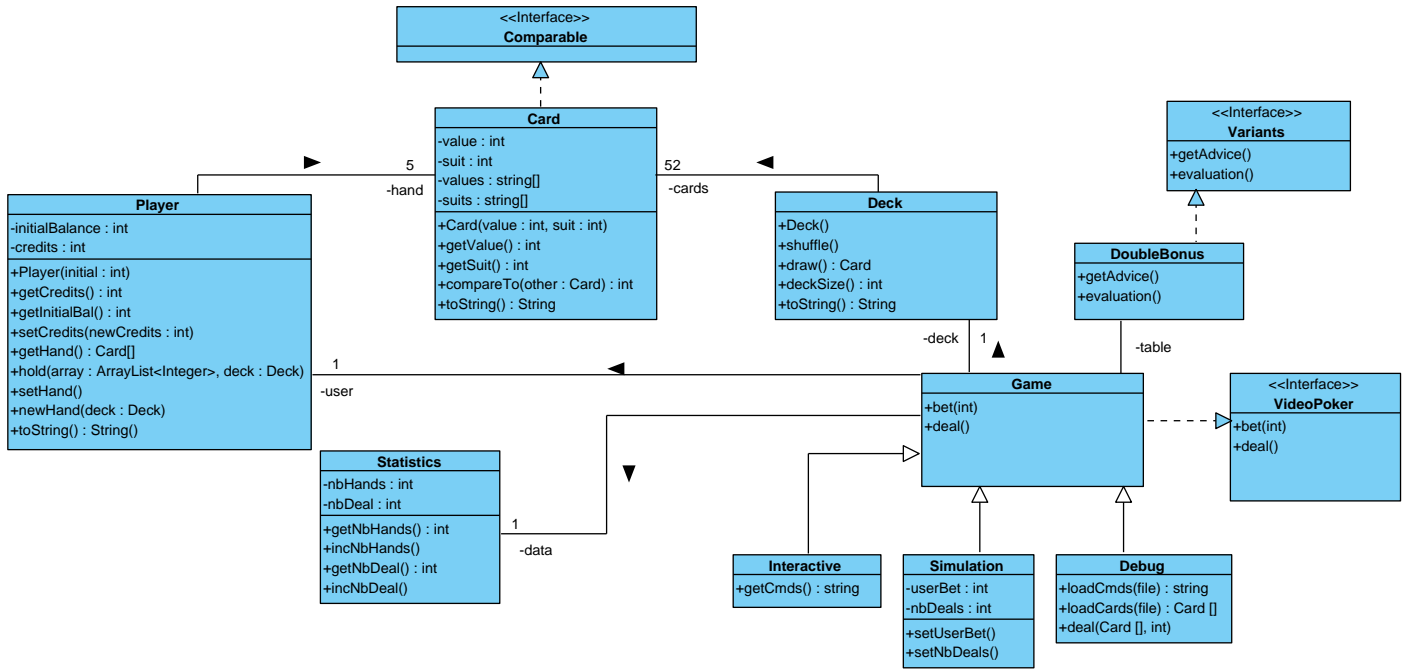 <<Interface>>
Comparable
Card
-value : int
-suit : int
-values : string[]
-suits : string[]
+Card(value : int, suit : int)
+getValue() : int
+getSuit() : int
+compareTo(other : Card) : int
+toString() : String
5
-hand
52
-cards
<<Interface>>
Variants
+getAdvice()
+evaluation()
Player
-initialBalance : int
-credits : int
+Player(initial : int)
+getCredits() : int
+getInitialBal() : int
+setCredits(newCredits : int)
+getHand() : Card[]
+hold(array : ArrayList<Integer>, deck : Deck)
+setHand()
+newHand(deck : Deck)
+toString() : String()
Deck
+Deck()
+shuffle()
+draw() : Card
+deckSize() : int
+toString() : String
DoubleBonus
+getAdvice()
+evaluation()
-deck
1
-table
1
-user
Game
+bet(int)
+deal()
<<Interface>>
VideoPoker
+bet(int)
+deal()
Statistics
-nbHands : int
-nbDeal : int
+getNbHands() : int
+incNbHands()
+getNbDeal() : int
+incNbDeal()
1
-data
Interactive
+getCmds() : string
Simulation
-userBet : int
-nbDeals : int
+setUserBet()
+setNbDeals()
Debug
+loadCmds(file) : string
+loadCards(file) : Card []
+deal(Card [], int)